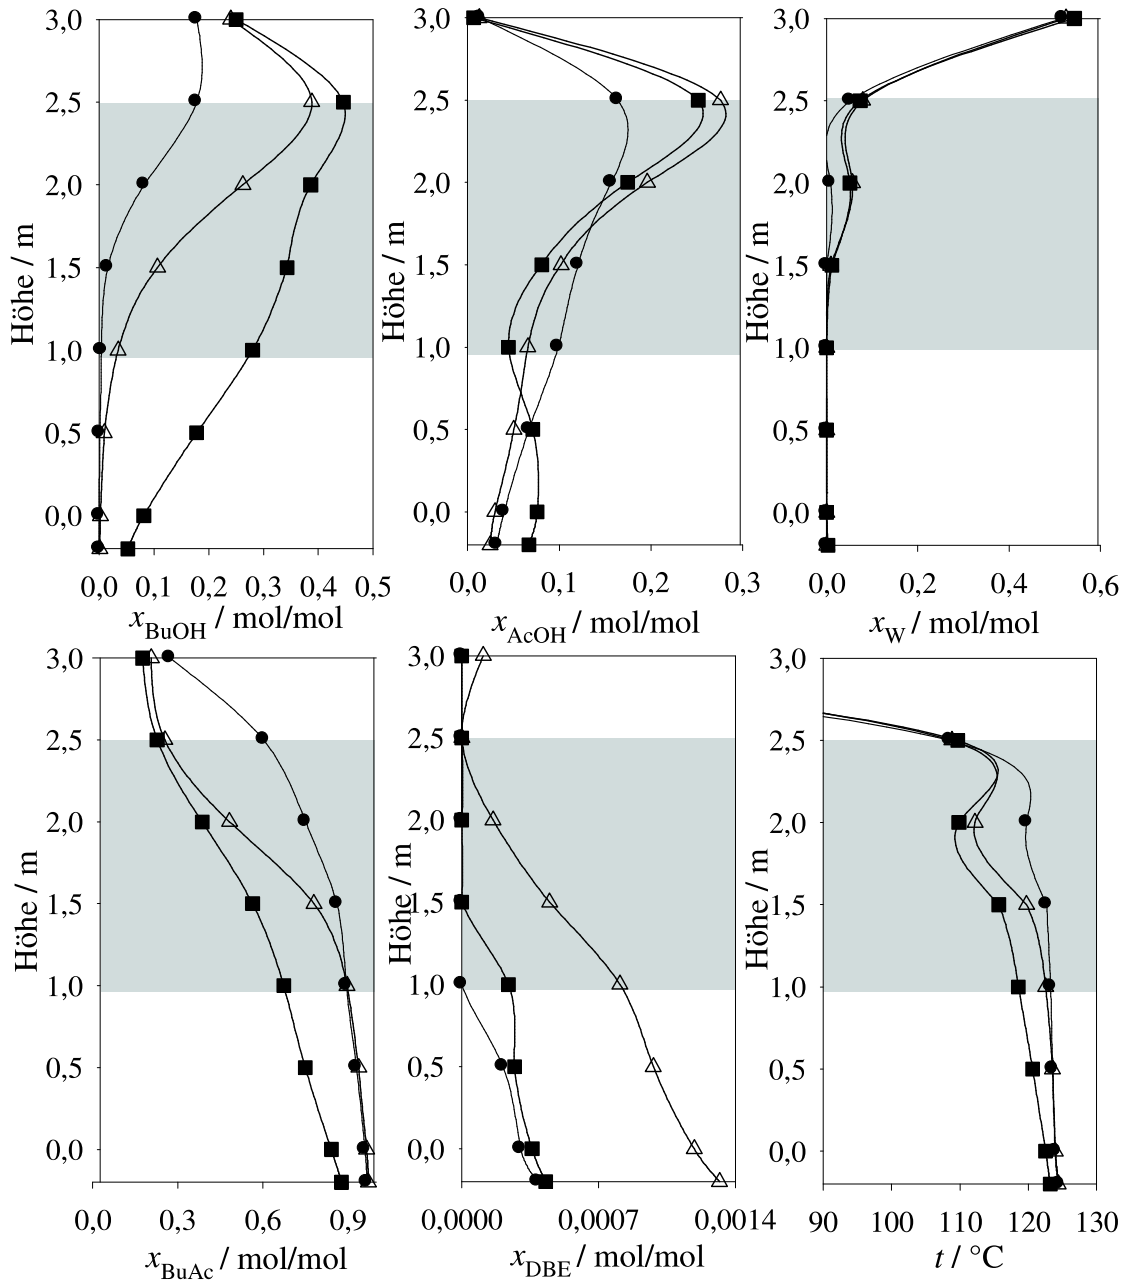 Höhe / m
3,0
2,5
2,0
1,5
1,0
0,5
0,0
0,0 0,1 0,2 0,3 0,4 0,5
xBuOH / mol/mol
Höhe / m
3,0
2,5
2,0
1,5
1,0
0,5
0,0
0,0 0,1 0,2 0,3
xAcOH / mol/mol
Höhe / m
3,0
2,5
2,0
1,5
1,0
0,5
0,0
0,0 0,2 0,4 0,6
xW / mol/mol
Höhe / m
3,0
2,5
2,0
1,5
1,0
0,5
0,0
0,0 0,3 0,6 0,9
xBuAc / mol/mol
Höhe / m
3,0
2,5
2,0
1,5
1,0
0,5
0,0
0,0000 0,0007 0,0014
xDBE / mol/mol
Höhe / m
3,0
2,5
2,0
1,5
1,0
0,5
0,0
90 100 110 120 130
t / °C